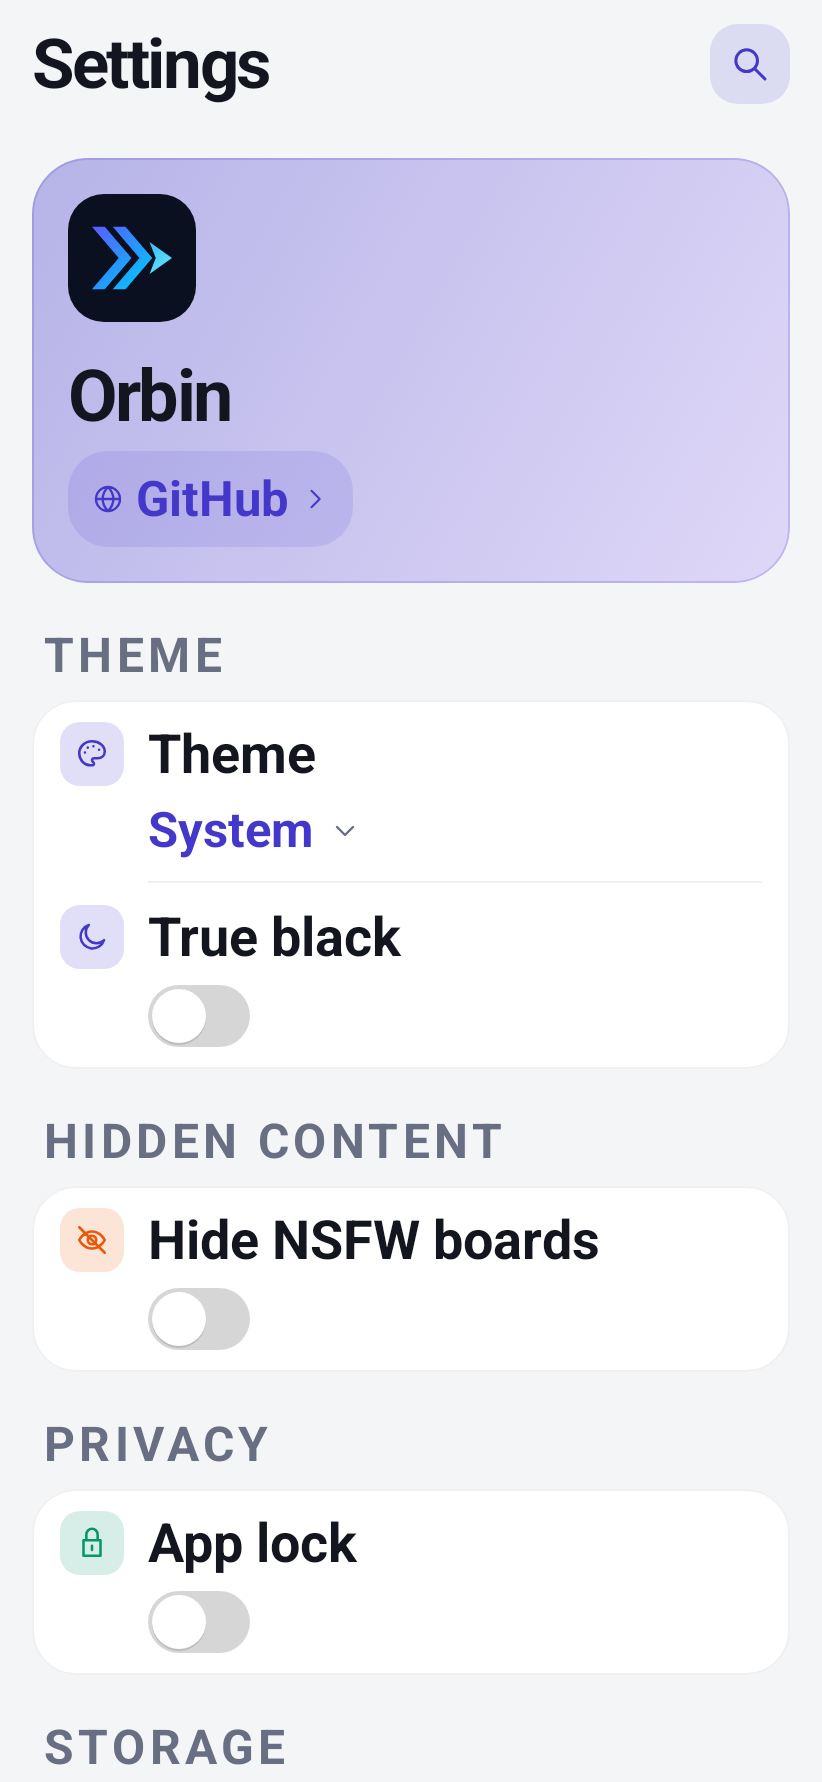 Settings
Orbin
GitHub
THEME
Theme
System
True black
HIDDEN CONTENT
Hide NSFW boards
PRIVACY
App lock
STORAGE